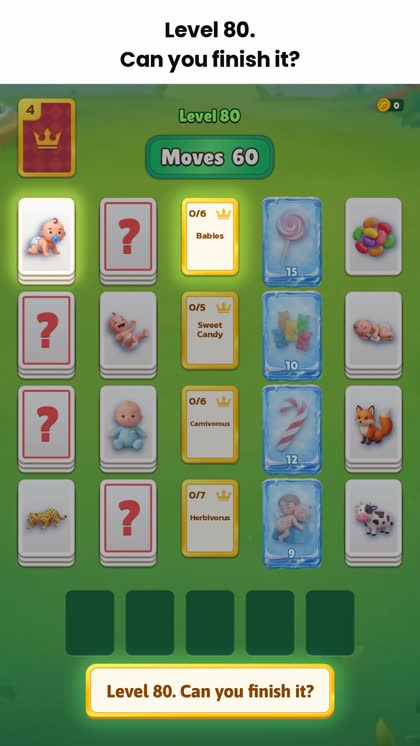 Level 80.
Can you finish it?
4
Level 80
0
Moves 60
?
0/6
Babies
15
?
0/5
Sweet
Candy
10
?
0/6
Carnivorous
12
?
0/7
Herbivorus
9
Level 80. Can you finish it?